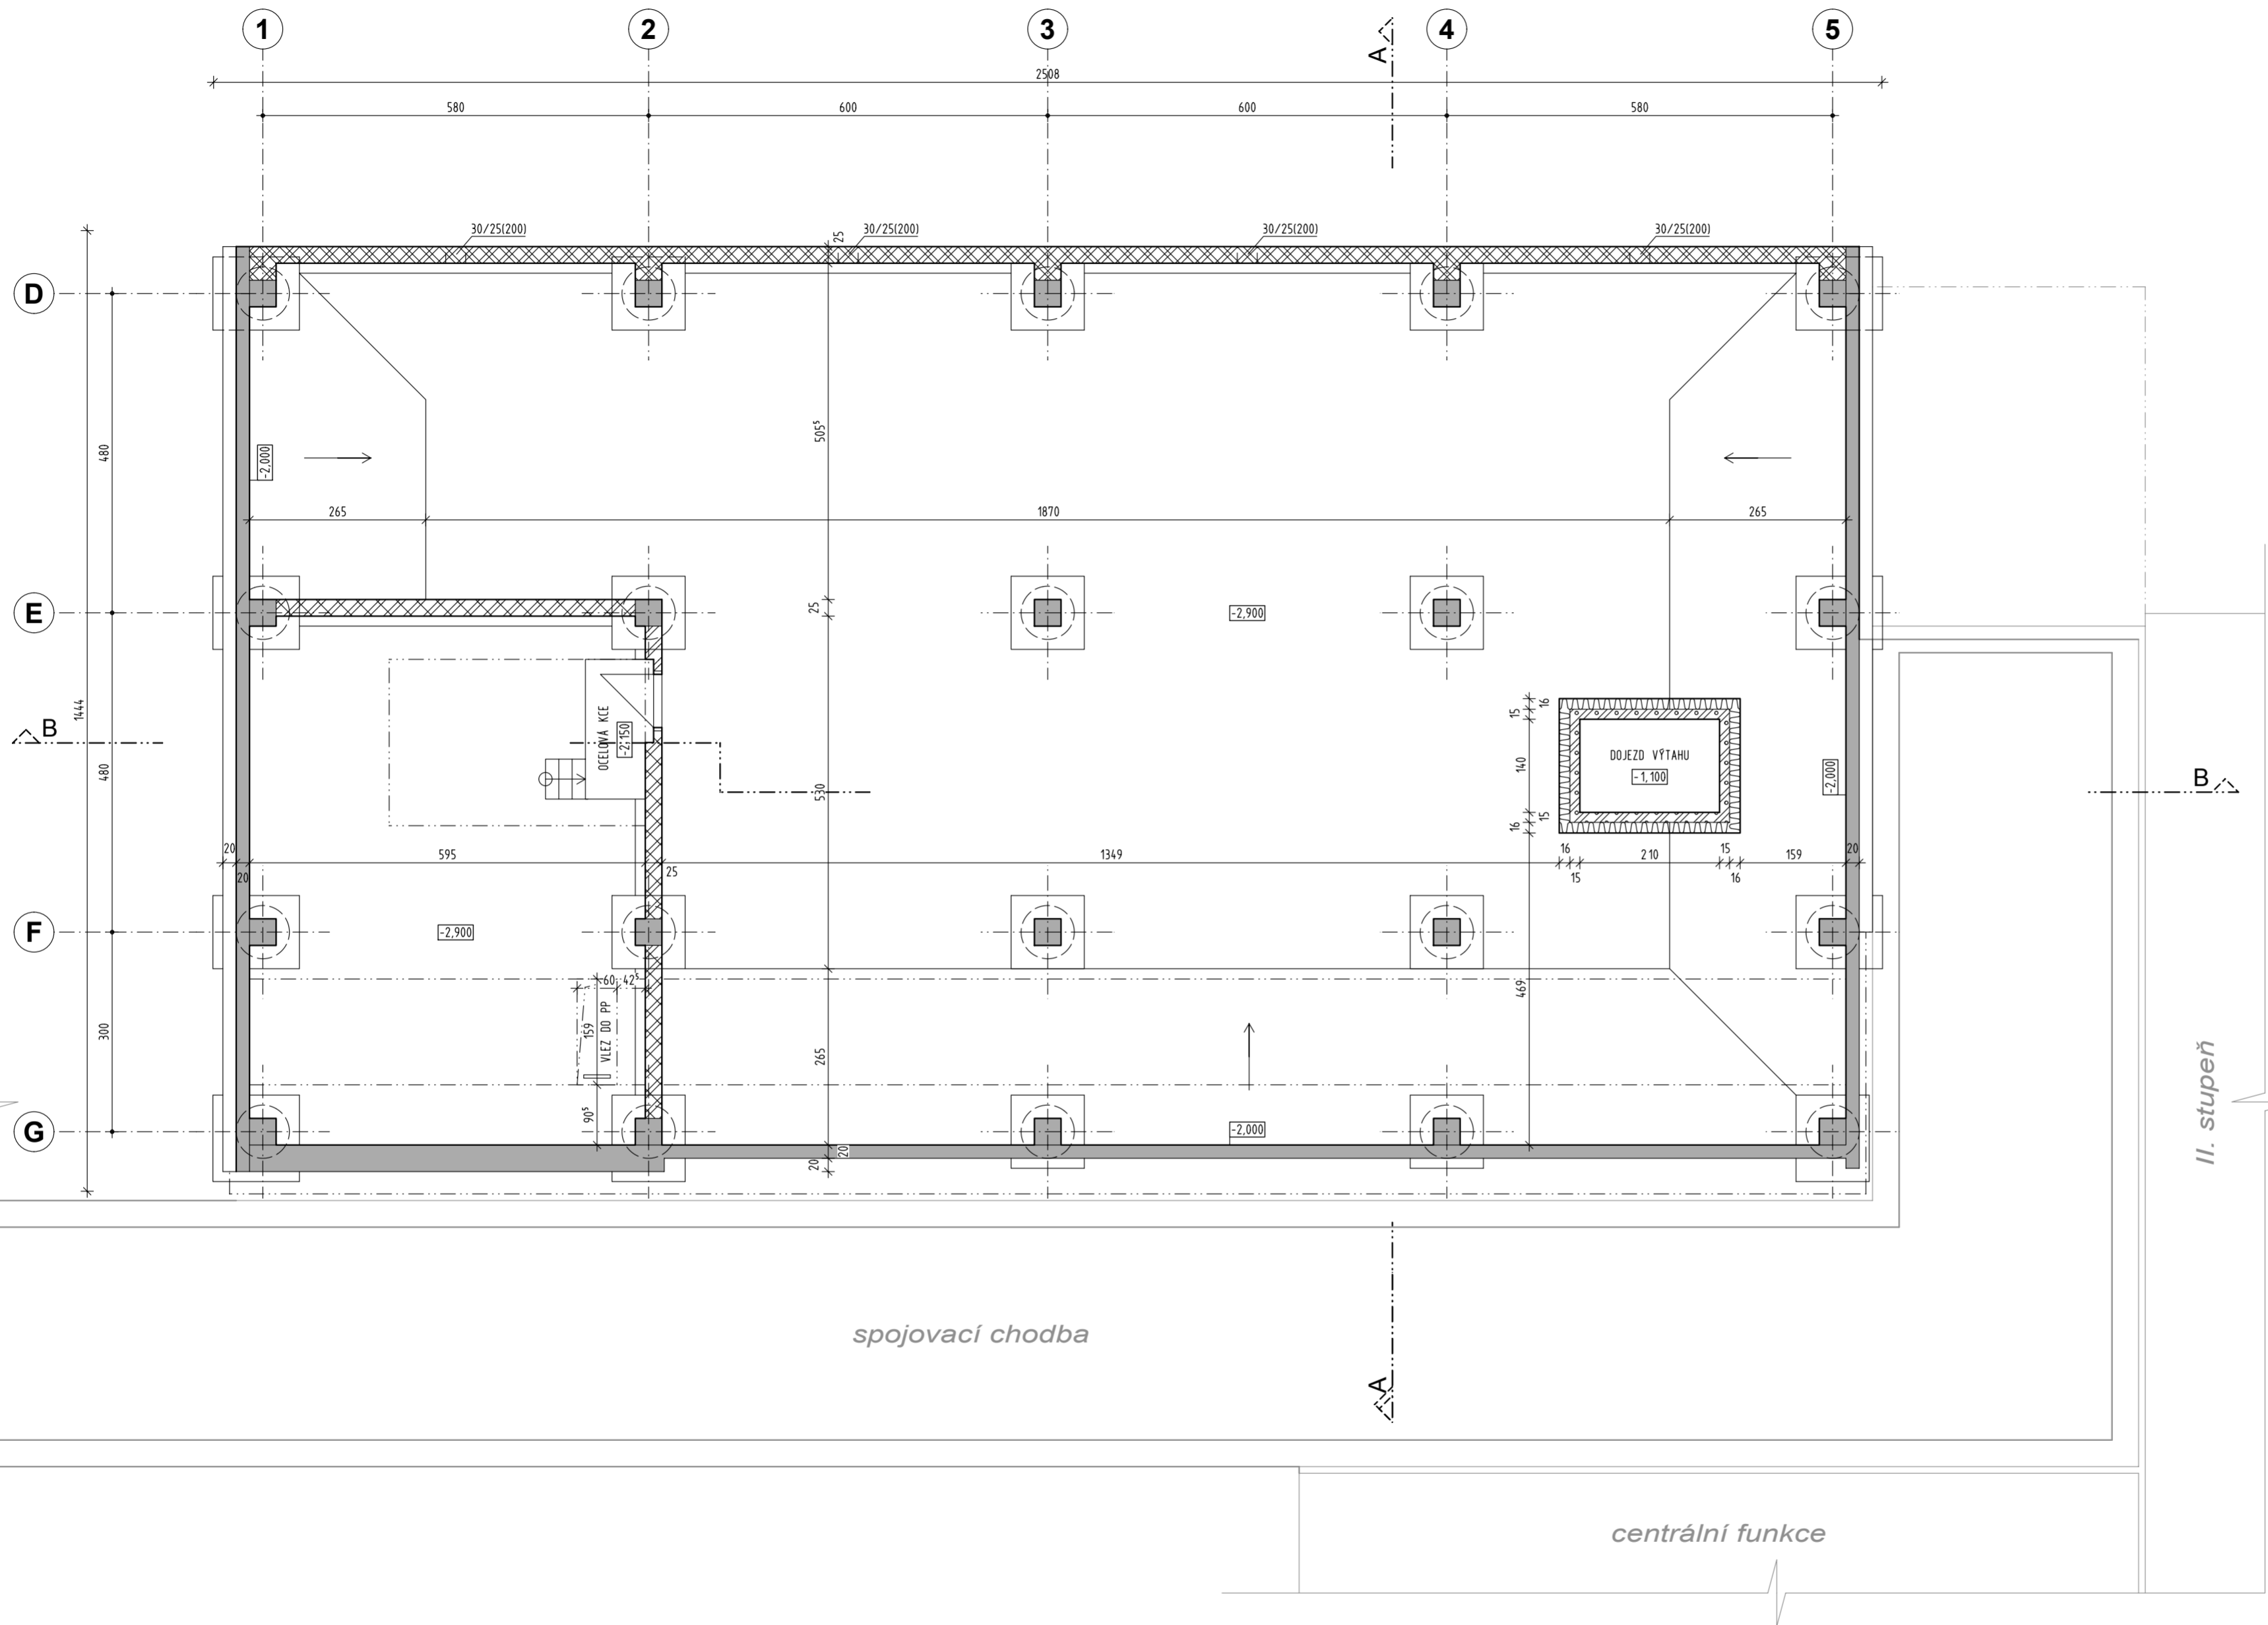 1 2 3 4 5
A
2508
580 600 600 580
30/25(200) 25 30/25(200) 30/25(200) 30/25(200)
D
480
505⁵
-2,000
265 1870 265
E
25
-2,900
1444
B
OCELOVÁ KCE
-2,150
480
530
16
15
140
15
16
DOJEZD VÝTAHU
-1,100
-2,000
B
20 595 1349 16 210 15 159 20
20 25 15 16
F
-2,900
60 42⁵
469
300
159
VLEZ DO PP
265
90⁵
G
-2,000
20
20
II. stupeň
spojovací chodba
A
centrální funkce